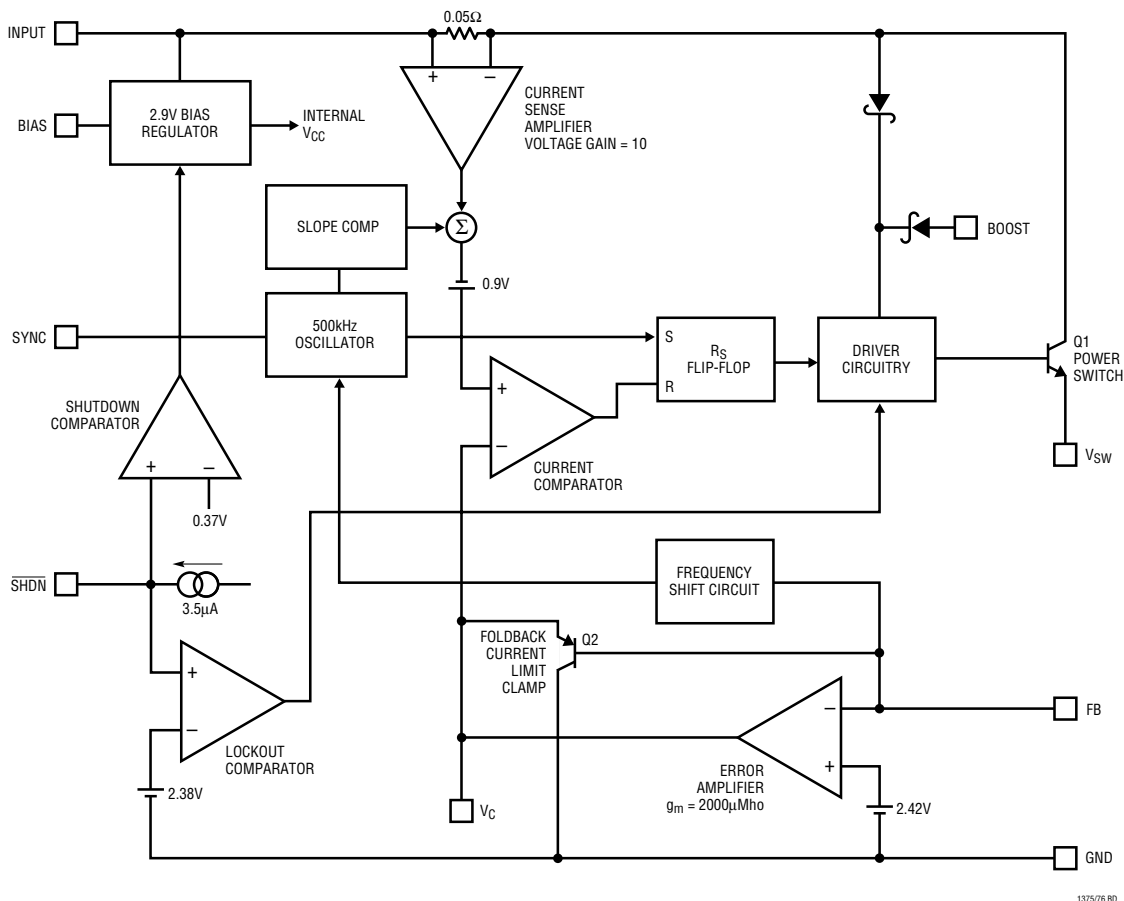 0.05Ω
INPUT
+
–
2.9V BIAS
REGULATOR
BIAS
INTERNAL
VCC
CURRENT
SENSE
AMPLIFIER
VOLTAGE GAIN = 10
SLOPE COMP
Σ
BOOST
0.9V
SYNC
500kHz
OSCILLATOR
S
R
RS
FLIP-FLOP
DRIVER
CIRCUITRY
Q1
POWER
SWITCH
SHUTDOWN
COMPARATOR
+
–
0.37V
+
–
CURRENT
COMPARATOR
VSW
SHDN
3.5µA
FREQUENCY
SHIFT CIRCUIT
FOLDBACK
CURRENT
LIMIT
CLAMP
Q2
+
–
LOCKOUT
COMPARATOR
2.38V
–
+
FB
ERROR
AMPLIFIER
gm = 2000µMho
VC
2.42V
GND
1375/76 BD